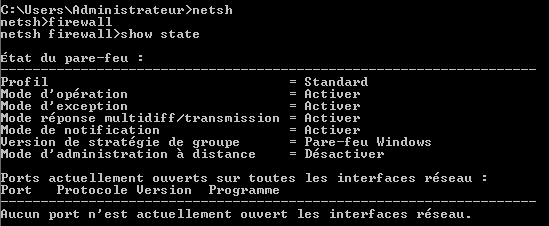 C:\Users\Administrateur>netsh
netsh>firewall
netsh firewall>show state
État du pare-feu :
-------------------------------------------------------------------
Profil = Standard
Mode d'opération = Activer
Mode d'exception = Activer
Mode réponse multidiff/transmission = Activer
Mode de notification = Activer
Version de stratégie de groupe = Pare-feu Windows
Mode d'administration à distance = Désactiver
Ports actuellement ouverts sur toutes les interfaces réseau :
Port Protocole Version Programme
-------------------------------------------------------------------
Aucun port n'est actuellement ouvert les interfaces réseau.